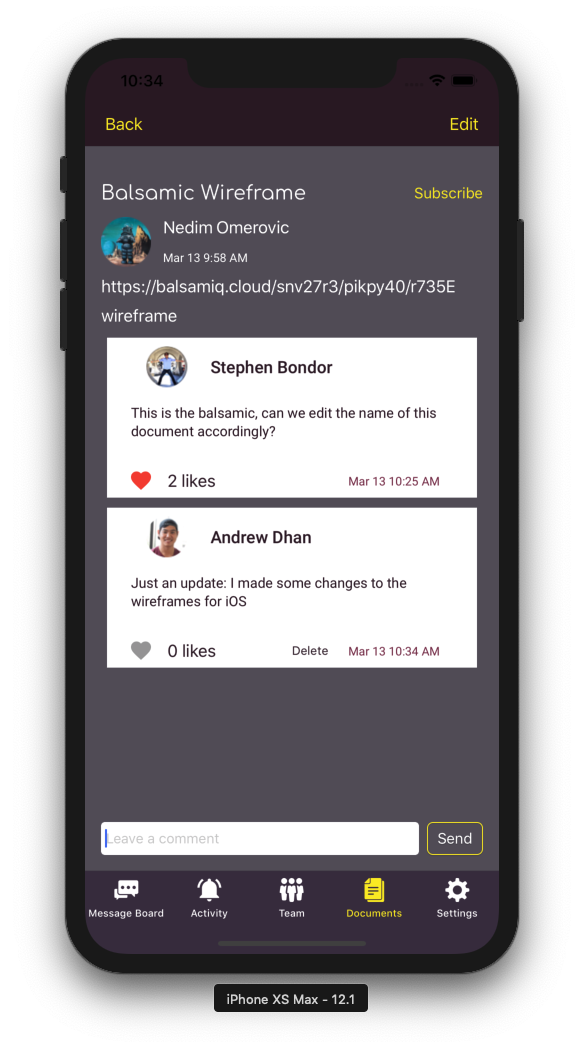 10:34
Back Edit
Balsamic Wireframe Subscribe
Nedim Omerovic
Mar 13 9:58 AM
https://balsamiq.cloud/snv27r3/pikpy40/r735E
wireframe
Stephen Bondor
This is the balsamic, can we edit the name of this
document accordingly?
2 likes Mar 13 10:25 AM
Andrew Dhan
Just an update: I made some changes to the
wireframes for iOS
0 likes Delete Mar 13 10:34 AM
Leave a comment Send
Message Board Activity Team Documents Settings
iPhone XS Max - 12.1